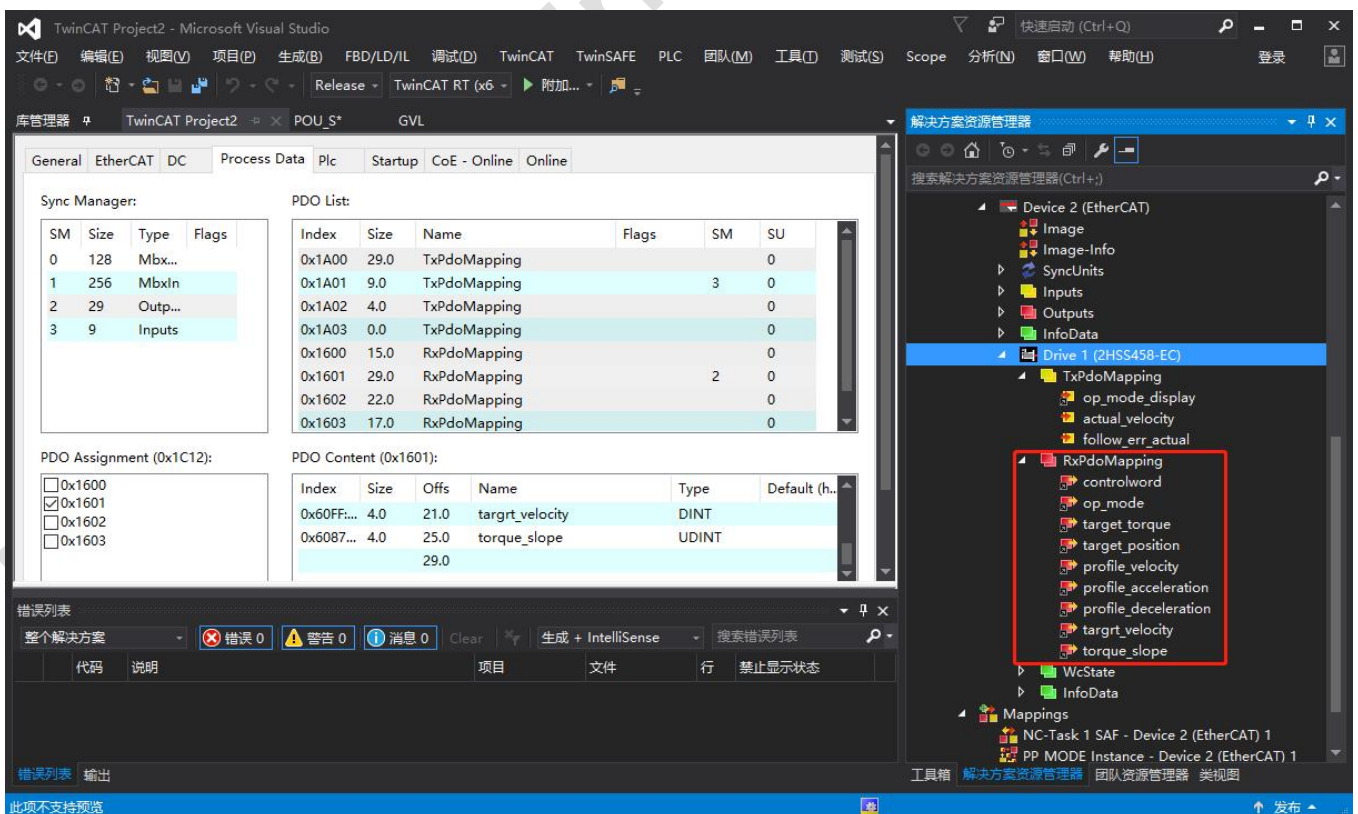 TwinCAT Project2 - Microsoft Visual Studio
快速启动 (Ctrl+Q)
文件(F) 编辑(E) 视图(V) 项目(P) 生成(B) FBD/LD/IL 调试(D) TwinCAT TwinSAFE PLC 团队(M) 工具(T) 测试(S) Scope 分析(N) 窗口(W) 帮助(H) 登录
Release TwinCAT RT (x6 附加...
库管理器 TwinCAT Project2 POU_S* GVL
General EtherCAT DC Process Data Plc Startup CoE - Online Online
Sync Manager:
SM Size Type Flags
0 128 Mbx...
1 256 MbxIn
2 29 Outp...
3 9 Inputs
PDO List:
Index Size Name Flags SM SU
0x1A00 29.0 TxPdoMapping 0
0x1A01 9.0 TxPdoMapping 3 0
0x1A02 4.0 TxPdoMapping 0
0x1A03 0.0 TxPdoMapping 0
0x1600 15.0 RxPdoMapping 0
0x1601 29.0 RxPdoMapping 2 0
0x1602 22.0 RxPdoMapping 0
0x1603 17.0 RxPdoMapping 0
PDO Assignment (0x1C12):
0x1600
0x1601
0x1602
0x1603
PDO Content (0x1601):
Index Size Offs Name Type Default (h...
0x60FF:... 4.0 21.0 targrt_velocity DINT
0x6087... 4.0 25.0 torque_slope UDINT
29.0
错误列表
整个解决方案 错误 0 警告 0 消息 0 Clear 生成 + IntelliSense 搜索错误列表
代码 说明 项目 文件 行 禁止显示状态
错误列表 输出
解决方案资源管理器
搜索解决方案资源管理器(Ctrl+;)
Device 2 (EtherCAT)
Image
Image-Info
SyncUnits
Inputs
Outputs
InfoData
Drive 1 (2HSS458-EC)
TxPdoMapping
op_mode_display
actual_velocity
follow_err_actual
RxPdoMapping
controlword
op_mode
target_torque
target_position
profile_velocity
profile_acceleration
profile_deceleration
targrt_velocity
torque_slope
WcState
InfoData
Mappings
NC-Task 1 SAF - Device 2 (EtherCAT) 1
PP MODE Instance - Device 2 (EtherCAT) 1
工具箱 解决方案资源管理器 团队资源管理器 类视图
此项不支持预览
发布